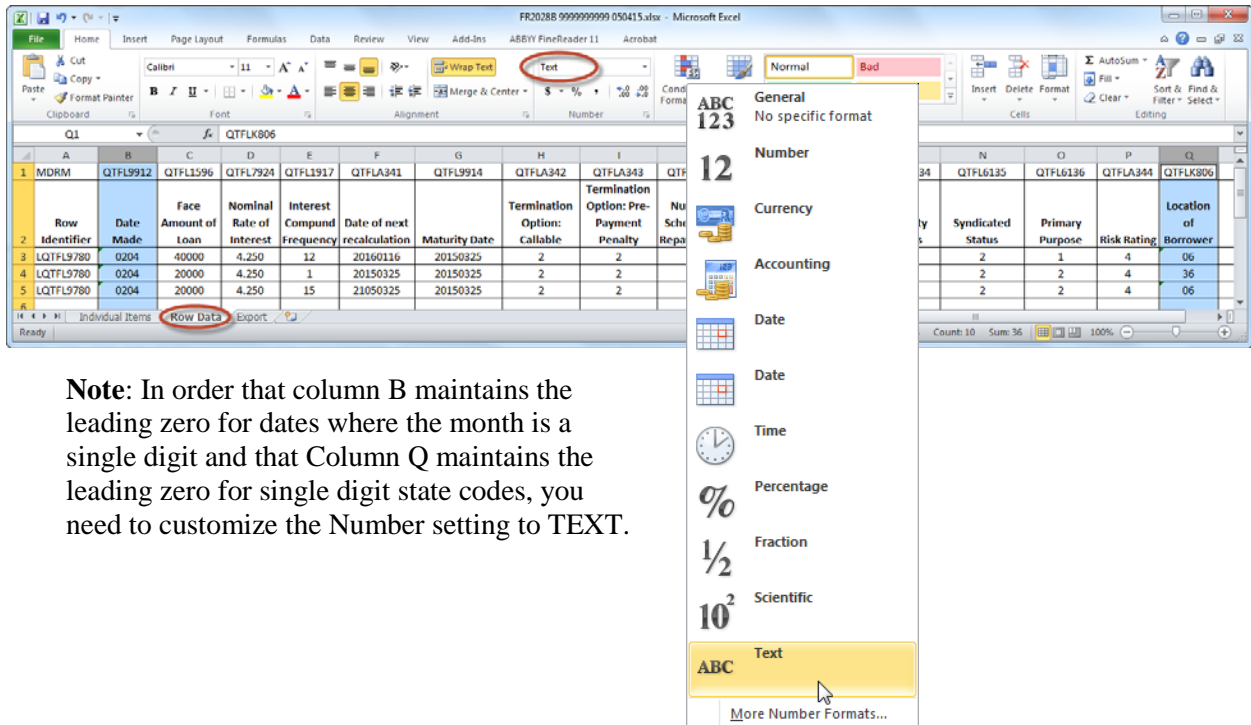 FR2028B 9999999999 050415.xlsx - Microsoft Excel
File Home Insert Page Layout Formulas Data Review View Add-Ins ABBYY FineReader 11 Acrobat
Paste
Cut
Copy
Format Painter
Clipboard
Calibri 11
B I U
Font
Wrap Text
Merge & Center
Alignment
Text
$ % ,
Number
Normal Bad
Insert Delete Format
Cells
Σ AutoSum
Fill
Clear
Sort & Find &
Filter Select
Editing
Q1 fx QTFLK806
A B C D E F G H I N O P Q
1 MDRM QTFL9912 QTFL1596 QTFL7924 QTFL1917 QTFLA341 QTFL9914 QTFLA342 QTFLA343 QTFL6135 QTFL6136 QTFLA344 QTFLK806
2 Row Identifier Date Made Face Amount of Loan Nominal Rate of Interest Interest Compund Frequency Date of next recalculation Maturity Date Termination Option: Callable Termination Option: Pre-Payment Penalty Syndicated Status Primary Purpose Risk Rating Location of Borrower
3 LQTFL9780 0204 40000 4.250 12 20160116 20150325 2 2 2 1 4 06
4 LQTFL9780 0204 20000 4.250 1 20150325 20150325 2 2 2 2 4 36
5 LQTFL9780 0204 20000 4.250 15 21050325 20150325 2 2 2 2 4 06
6
Individual Items Row Data Export
Ready Count: 10 Sum: 36 100%
ABC
123
General
No specific format
12
Number
Currency
Accounting
Date
Date
Time
%
Percentage
1/2
Fraction
10²
Scientific
ABC
Text
More Number Formats...
Note: In order that column B maintains the
leading zero for dates where the month is a
single digit and that Column Q maintains the
leading zero for single digit state codes, you
need to customize the Number setting to TEXT.